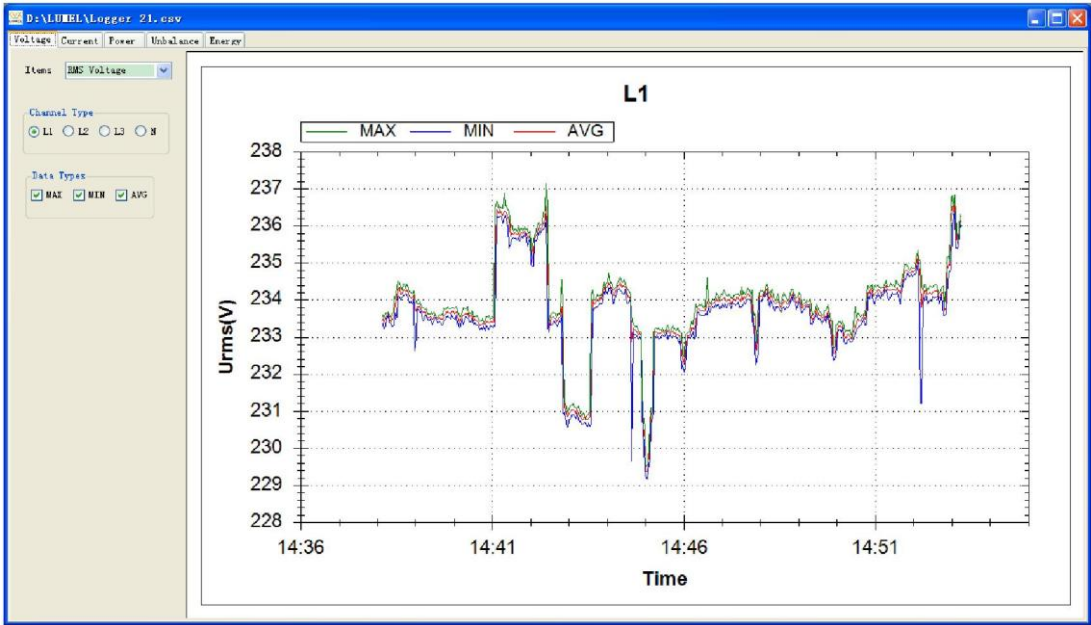 D:\LUMEL\Logger 21.csv
Voltage Current Power Unbalance Energy
Items RMS Voltage
Channel Type
L1 L2 L3 N
Data Types
MAX MIN AVG
L1
MAX MIN AVG
238
237
236
235
234
233
232
231
230
229
228
Urms(V)
14:36 14:41 14:46 14:51
Time